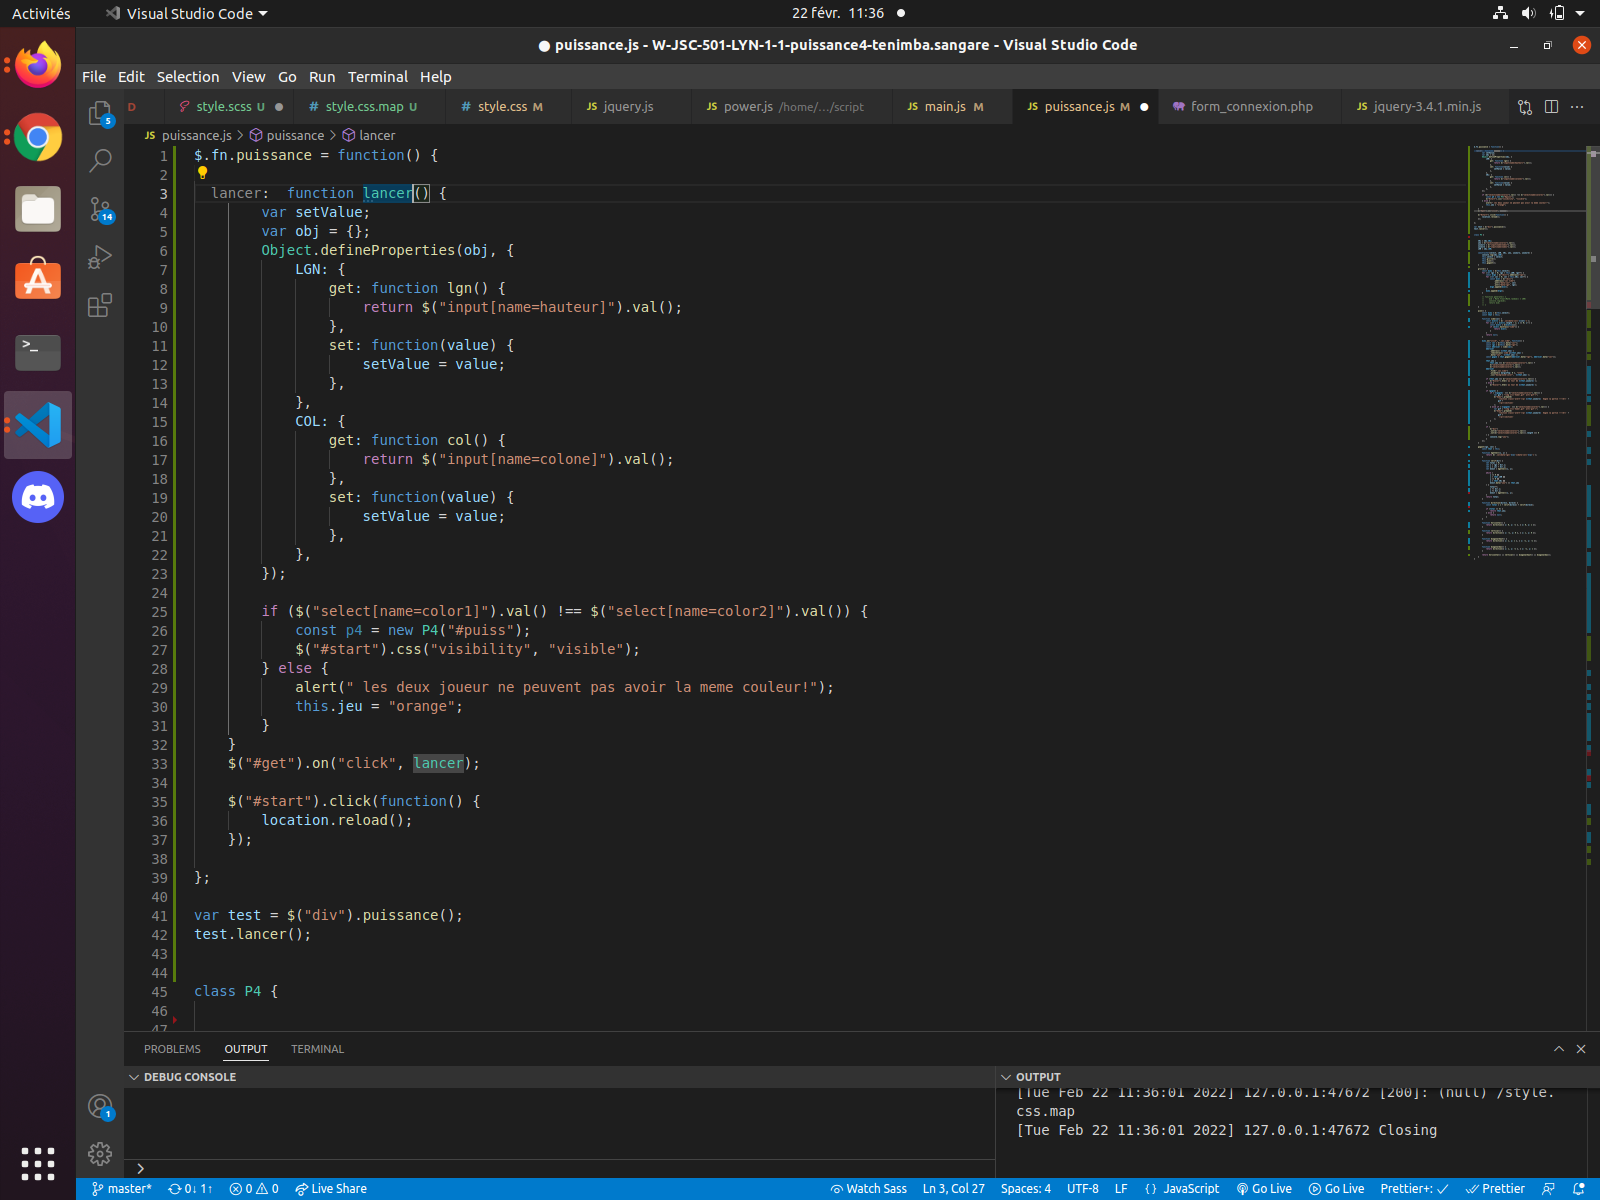 Activités
Visual Studio Code
22 févr. 11:36
puissance.js - W-JSC-501-LYN-1-1-puissance4-tenimba.sangare - Visual Studio Code
File Edit Selection View Go Run Terminal Help
D
style.scss U
# style.css.map U
# style.css M
JS jquery.js
JS power.js /home/.../script
JS main.js M
JS puissance.js M
form_connexion.php
JS jquery-3.4.1.min.js
JS puissance.js > puissance > lancer
1 $.fn.puissance = function() {
2
3 lancer: function lancer() {
4 var setValue;
5 var obj = {};
6 Object.defineProperties(obj, {
7 LGN: {
8 get: function lgn() {
9 return $("input[name=hauteur]").val();
10 },
11 set: function(value) {
12 setValue = value;
13 },
14 },
15 COL: {
16 get: function col() {
17 return $("input[name=colone]").val();
18 },
19 set: function(value) {
20 setValue = value;
21 },
22 },
23 });
24
25 if ($("select[name=color1]").val() !== $("select[name=color2]").val()) {
26 const p4 = new P4("#puiss");
27 $("#start").css("visibility", "visible");
28 } else {
29 alert(" les deux joueur ne peuvent pas avoir la meme couleur!");
30 this.jeu = "orange";
31 }
32 }
33 $("#get").on("click", lancer);
34
35 $("#start").click(function() {
36 location.reload();
37 });
38
39 };
40
41 var test = $("div").puissance();
42 test.lancer();
43
44
45 class P4 {
46
47
5
14
1
PROBLEMS OUTPUT TERMINAL
DEBUG CONSOLE
OUTPUT
[Tue Feb 22 11:36:01 2022] 127.0.0.1:47672 [200]: (null) /style.
css.map
[Tue Feb 22 11:36:01 2022] 127.0.0.1:47672 Closing
>
master* 0↓ 1↑ 0 0 Live Share
Watch Sass Ln 3, Col 27 Spaces: 4 UTF-8 LF {} JavaScript Go Live Go Live Prettier+: ✓ Prettier